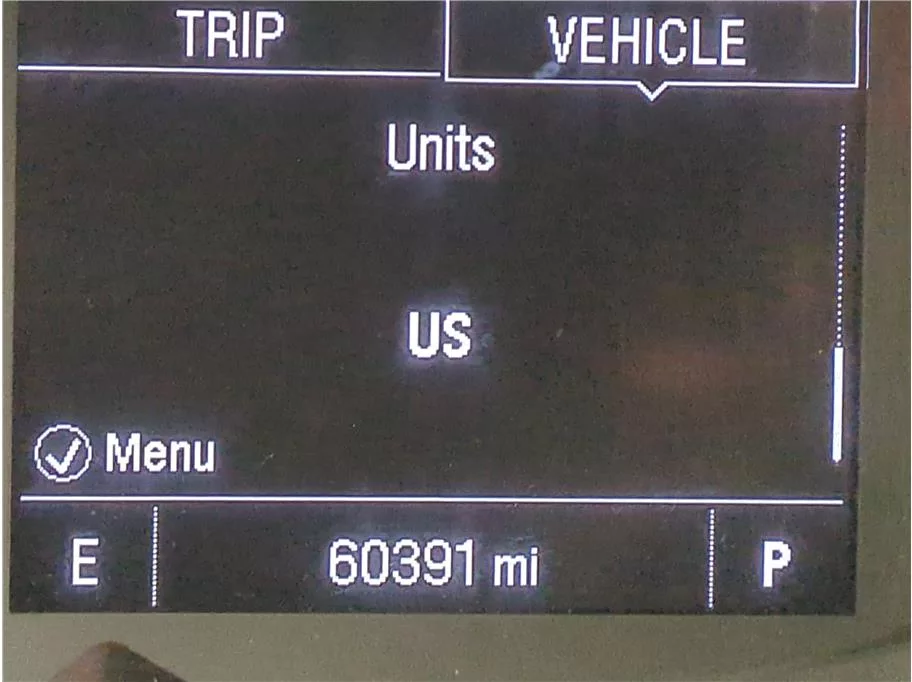 TRIP VEHICLE
Units
US
Menu
E 60391 mi P